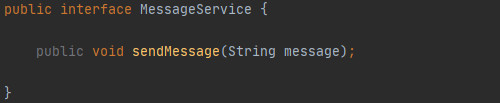 public interface MessageService {
public void sendMessage(String message);
}